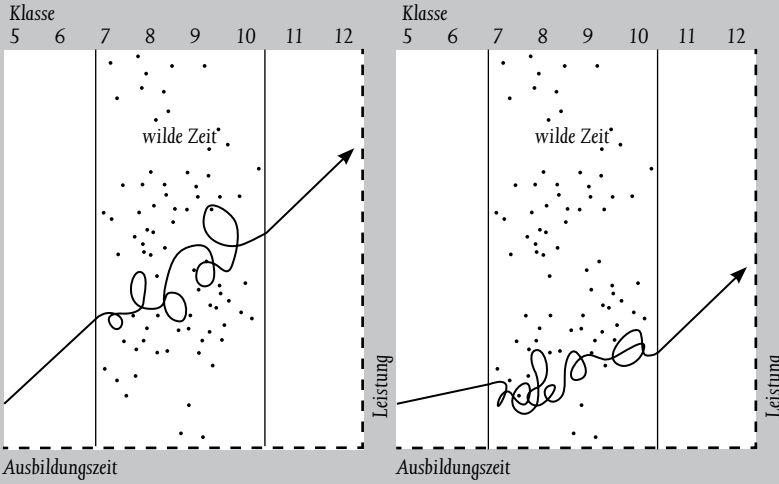 Klasse
5 6 7 8 9 10 11 12
wilde Zeit
Leistung
Ausbildungszeit
Klasse
5 6 7 8 9 10 11 12
wilde Zeit
Leistung
Ausbildungszeit